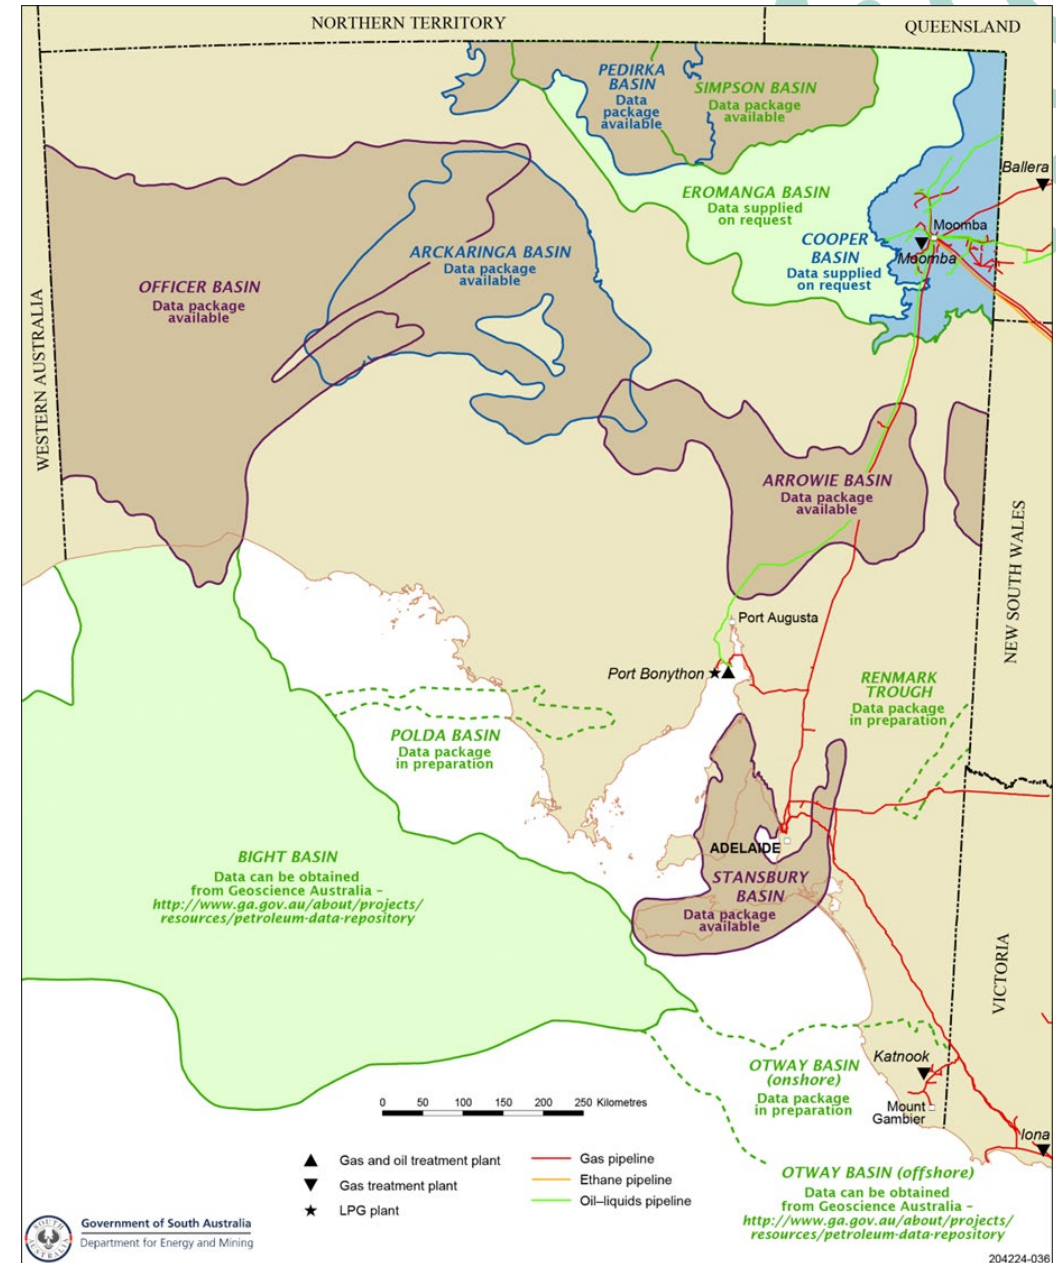 NORTHERN TERRITORY
QUEENSLAND
PEDIRKA
BASIN
Data
package
available
SIMPSON BASIN
Data package
available
Ballera
EROMANGA BASIN
Data supplied
on request
Moomba
Moomba
COOPER
BASIN
Data supplied
on request
ARCKARINGA BASIN
Data package
available
OFFICER BASIN
Data package
available
WESTERN AUSTRALIA
ARROWIE BASIN
Data package
available
NEW SOUTH WALES
Port Augusta
Port Bonython
RENMARK
TROUGH
Data package
in preparation
POLDA BASIN
Data package
in preparation
ADELAIDE
STANSBURY
BASIN
Data package
available
BIGHT BASIN
Data can be obtained
from Geoscience Australia –
http://www.ga.gov.au/about/projects/
resources/petroleum-data-repository
VICTORIA
OTWAY BASIN
(onshore)
Data package
in preparation
Katnook
Mount
Gambier
Iona
0 50 100 150 200 250 Kilometres
Gas and oil treatment plant
Gas treatment plant
LPG plant
Gas pipeline
Ethane pipeline
Oil–liquids pipeline
OTWAY BASIN (offshore)
Data can be obtained
from Geoscience Australia –
http://www.ga.gov.au/about/projects/
resources/petroleum-data-repository
SOUTH
AUSTRALIA
Government of South Australia
Department for Energy and Mining
204224-036